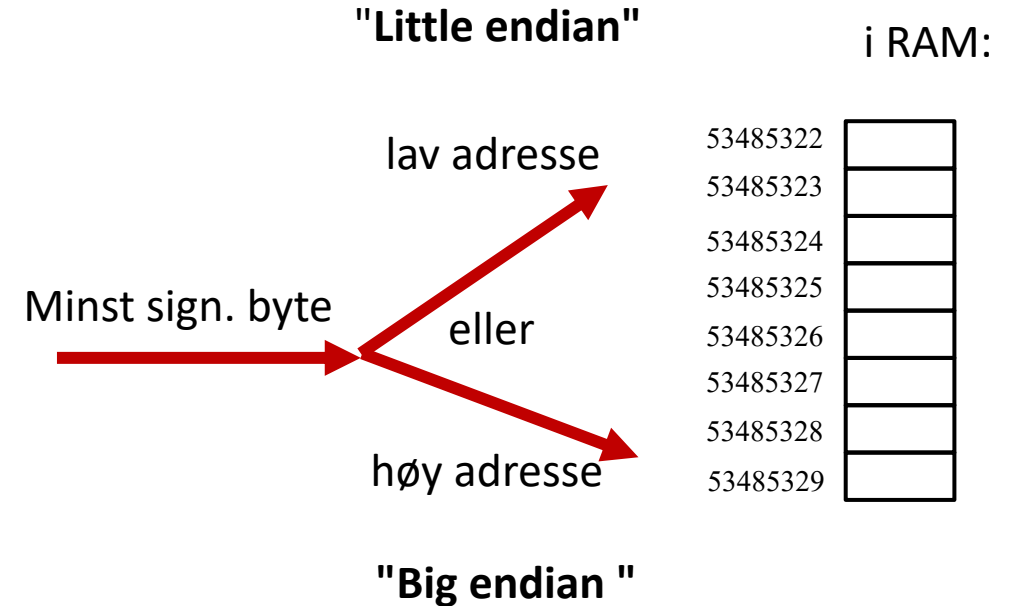 "Little endian"
i RAM:
lav adresse
Minst sign. byte
eller
høy adresse
53485322
53485323
53485324
53485325
53485326
53485327
53485328
53485329
"Big endian "